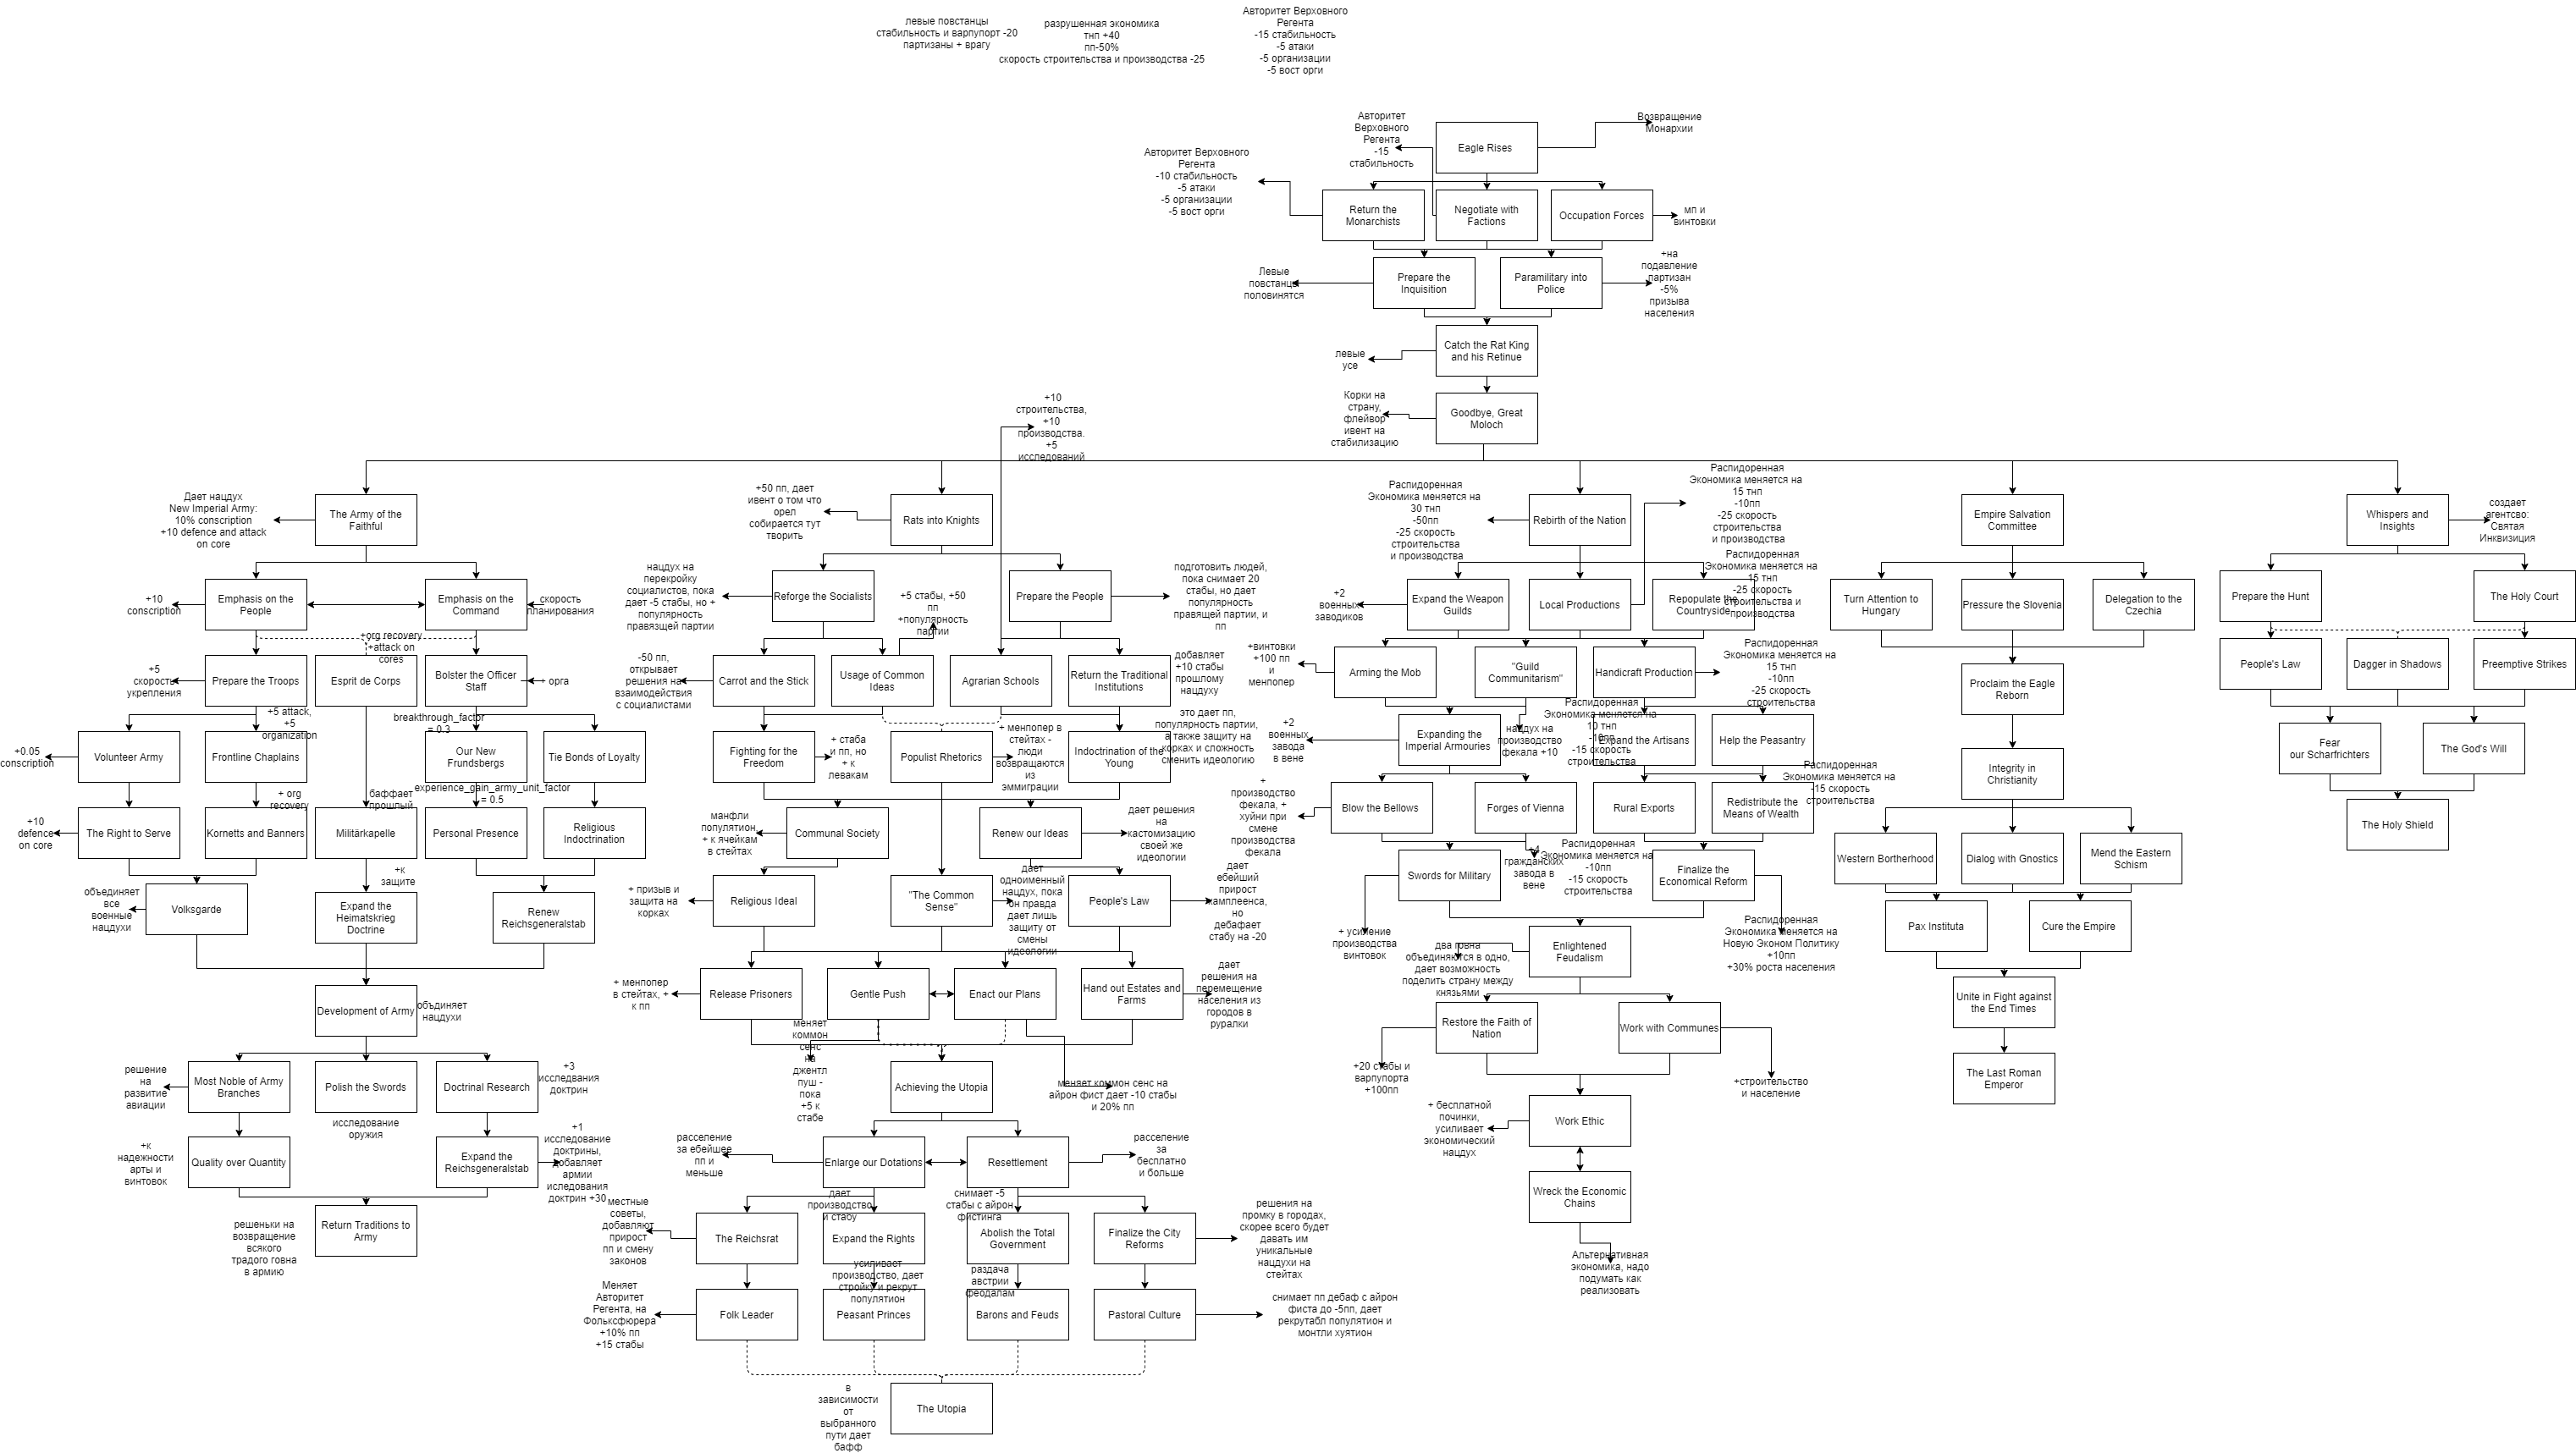 левые повстанцы
стабильность и варпупорт -20
партизаны + врагу
разрушенная экономика
тнп +40
пп-50%
скорость строительства и производства -25
Авторитет Верховного
Регента
-15 стабильность
-5 атаки
-5 организации
-5 вост орги
Eagle Rises
Возвращение
Монархии
Авторитет
Верховного
Регента
-15
стабильность
Авторитет Верховного
Регента
-10 стабильность
-5 атаки
-5 организации
-5 вост орги
Return the
Monarchists
Negotiate with
Factions
Occupation Forces
мп и
винтовки
Левые
повстанцы
половинятся
Prepare the
Inquisition
Paramilitary into
Police
+на
подавление
партизан
-5%
призыва
населения
левые
усе
Catch the Rat King
and his Retinue
Корки на
страну,
флейвор
ивент на
стабилизацию
Goodbye, Great
Moloch
+10
строительства,
+10
производства.
+5
исследований
Дает нацдух
New Imperial Army:
10% conscription
+10 defence and attack
on core
The Army of the
Faithful
+10
conscription
Emphasis on the
People
Emphasis on the
Command
скорость
планирования
+org recovery
+attack on
cores
+5
скорость
укрепления
Prepare the Troops
Esprit de Corps
Bolster the Officer
Staff
+ орга
+5 attack,
+5
organization
breakthrough_factor
= 0.3
+0.05
conscription
Volunteer Army
Frontline Chaplains
Our New
Frundsbergs
Tie Bonds of Loyalty
+ org
recovery
баффает
прошлый
experience_gain_army_unit_factor
= 0.5
+10
defence
on core
The Right to Serve
Kornetts and Banners
Militärkapelle
Personal Presence
Religious
Indoctrination
+к
защите
объединяет
все
военные
нацдухи
Volksgarde
Expand the
Heimatskrieg
Doctrine
Renew
Reichsgeneralstab
Development of Army
объдиняет
нацдухи
решение
на
развитие
авиации
Most Noble of Army
Branches
Polish the Swords
Doctrinal Research
+3
исследвания
доктрин
исследование
оружия
+к
надежности
арты и
винтовок
Quality over Quantity
Expand the
Reichsgeneralstab
+1
исследование
доктрины,
добавляет
армии
иследования
доктрин +30
решеньки на
возвращение
всякого
традого говна
в армию
Return Traditions to
Army
+50 пп, дает
ивент о том что
орел
собирается тут
творить
Rats into Knights
нацдух на
перекройку
социалистов, пока
дает -5 стабы, но +
популярность
правязщей партии
Reforge the Socialists
+5 стабы, +50
пп
+популярность
партии
Prepare the People
подготовить людей,
пока снимает 20
стабы, но дает
популярность
правящей партии, и
пп
-50 пп,
открывает
решения на
взаимодействия
с социалистами
Carrot and the Stick
Usage of Common
Ideas
Agrarian Schools
Return the Traditional
Institutions
добавляет
+10 стабы
прошлому
нацдуху
Fighting for the
Freedom
+ стаба
и пп, но
+ к
левакам
Populist Rhetorics
+ менпопер в
стейтах -
люди
возвращаются
из
эммиграции
Indoctrination of the
Young
это дает пп,
популярность партии,
а также защиту на
корках и сложность
сменить идеологию
манфли
популятион,
+ к ячейкам
в стейтах
Communal Society
Renew our Ideas
дает решения
на
кастомизацию
своей же
идеологии
+ призыв и
защита на
корках
Religious Ideal
"The Common
Sense"
дает
одноименный
нацдух, пока
он правда
дает лишь
защиту от
смены
идеологии
People's Law
дает
ебейший
прирост
камплеенса,
но
дебафает
стабу на -20
+ менпопер
в стейтах, +
к пп
Release Prisoners
Gentle Push
Enact our Plans
Hand out Estates and
Farms
дает
решения на
перемещение
населения из
городов в
руралки
меняет
коммон
сенс
на
джентл
пуш -
пока
+5 к
стабе
Achieving the Utopia
меняет коммон сенс на
айрон фист дает -10 стабы
и 20% пп
расселение
за ебейшее
пп и
меньше
Enlarge our Dotations
Resettlement
расселение
за
бесплатно
и больше
местные
советы,
добавляют
прирост
пп и смену
законов
дает
производство
и стабу
снимает -5
стабы с айрон
фистинга
The Reichsrat
Expand the Rights
Abolish the Total
Government
Finalize the City
Reforms
решения на
промку в городах,
скорее всего будет
давать им
уникальные
нацдухи на
стейтах
усиливает
производство, дает
стройку и рекрут
популятион
раздача
австрии
феодалам
Меняет
Авторитет
Регента, на
Фольксфюрера
+10% пп
+15 стабы
Folk Leader
Peasant Princes
Barons and Feuds
Pastoral Culture
снимает пп дебаф с айрон
фиста до -5пп, дает
рекрутабл популятион и
монтли хуятион
в
зависимости
от
выбранного
пути дает
бафф
The Utopia
Распидоренная
Экономика меняется на
30 тнп
-50пп
-25 скорость
строительства
и производства
Rebirth of the Nation
Распидоренная
Экономика меняется на
15 тнп
-10пп
-25 скорость
строительства
и производства
+2
военных
заводиков
Expand the Weapon
Guilds
Local Productions
Repopulate the
Countryside
Распидоренная
Экономика меняется на
15 тнп
-25 скорость
строительства и
производства
+винтовки
+100 пп
и
менпопер
Arming the Mob
"Guild
Communitarism"
Handicraft Production
Распидоренная
Экономика меняется на
15 тнп
-10пп
-25 скорость
строительства
+2
военных
завода
в вене
Expanding the
Imperial Armouries
нацдух на
производство
фекала +10
Распидоренная
Экономика меняется на
10 тнп
-10пп
-15 скорость
строительства
Expand the Artisans
Help the Peasantry
Распидоренная
Экономика меняется на
-15 скорость
строительства
+
производство
фекала, +
хуйни при
смене
производства
фекала
Blow the Bellows
Forges of Vienna
Rural Exports
Redistribute the
Means of Wealth
+4
гражданских
завода в
вене
Распидоренная
Экономика меняется на
-10пп
-15 скорость
строительства
Swords for Military
Finalize the
Economical Reform
+ усиление
производства
винтовок
Распидоренная
Экономика меняется на
Новую Эконом Политику
+10пп
+30% роста населения
два говна
объединяются в одно,
дает возможность
поделить страну между
князьями
Enlightened
Feudalism
Restore the Faith of
Nation
Work with Communes
+20 стабы и
варпупорта
+100пп
+строительство
и население
+ бесплатной
починки,
усиливает
экономический
нацдух
Work Ethic
Wreck the Economic
Chains
Альтернативная
экономика, надо
подумать как
реализовать
Empire Salvation
Committee
Turn Attention to
Hungary
Pressure the Slovenia
Delegation to the
Czechia
Proclaim the Eagle
Reborn
Integrity in
Christianity
Western Bortherhood
Dialog with Gnostics
Mend the Eastern
Schism
Pax Instituta
Cure the Empire
Unite in Fight against
the End Times
The Last Roman
Emperor
Whispers and
Insights
создает
агентсво:
Святая
Инквизиция
Prepare the Hunt
The Holy Court
People's Law
Dagger in Shadows
Preemptive Strikes
Fear
our Scharfrichters
The God's Will
The Holy Shield